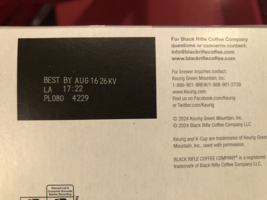 BEST BY AUG1626KV
LA 17:22
PL080 4229
For Black Rifle Coffee Company
questions or concerns contact:
info@blackriflecoffee.com
www.blackriflecoffee.com
For brewer inquiries contact:
Keurig Green Mountain, Inc.
www.Keurig.com
Find us on Facebook.com/Keurig
or Twitter.com/Keurig
© 2024 Keurig Green Mountain, Inc.
© 2024 Black Rifle Coffee Company LLC.
Keurig and K-Cup are trademarks of Keurig Green
Mountain, Inc., used with permission.
BLACK RIFLE COFFEE COMPANY® is a registered
trademark of Black Rifle Coffee Company LLC.